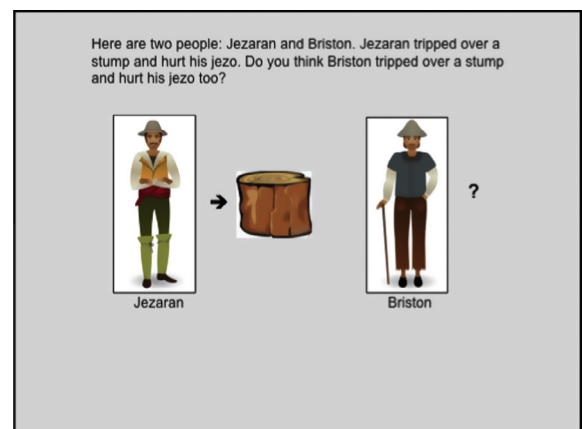 Here are two people: Jezaran and Briston. Jezaran tripped over a
stump and hurt his jezo. Do you think Briston tripped over a stump
and hurt his jezo too?
?
Jezaran
Briston